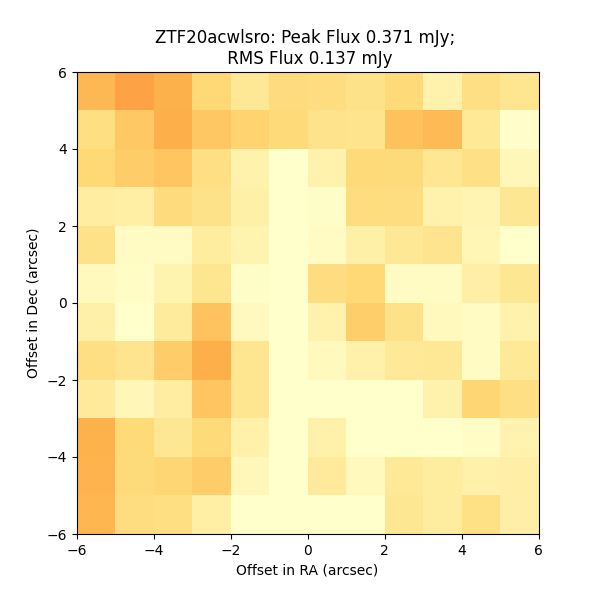 ZTF20acwlsro: Peak Flux 0.371 mJy;
RMS Flux 0.137 mJy
6
4
2
0
−2
−4
−6
Offset in Dec (arcsec)
−6 −4 −2 0 2 4 6
Offset in RA (arcsec)